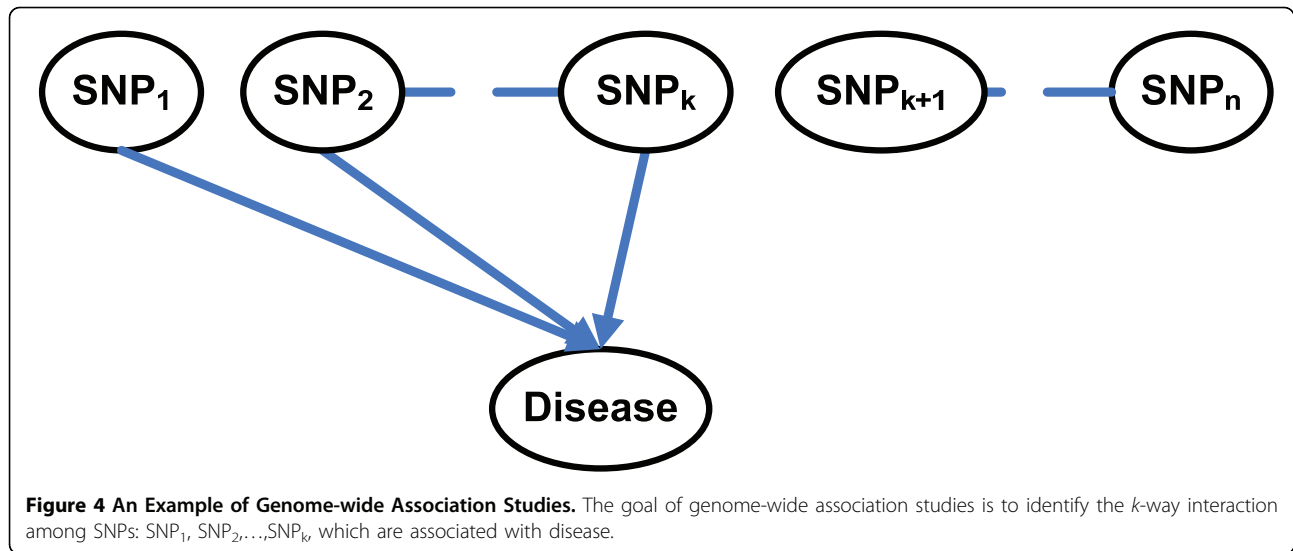 SNP₁ SNP₂ SNPₖ SNPₖ₊₁ SNPₙ
Disease
Figure 4 An Example of Genome-wide Association Studies. The goal of genome-wide association studies is to identify the k-way interaction
among SNPs: SNP₁, SNP₂,...,SNPₖ, which are associated with disease.